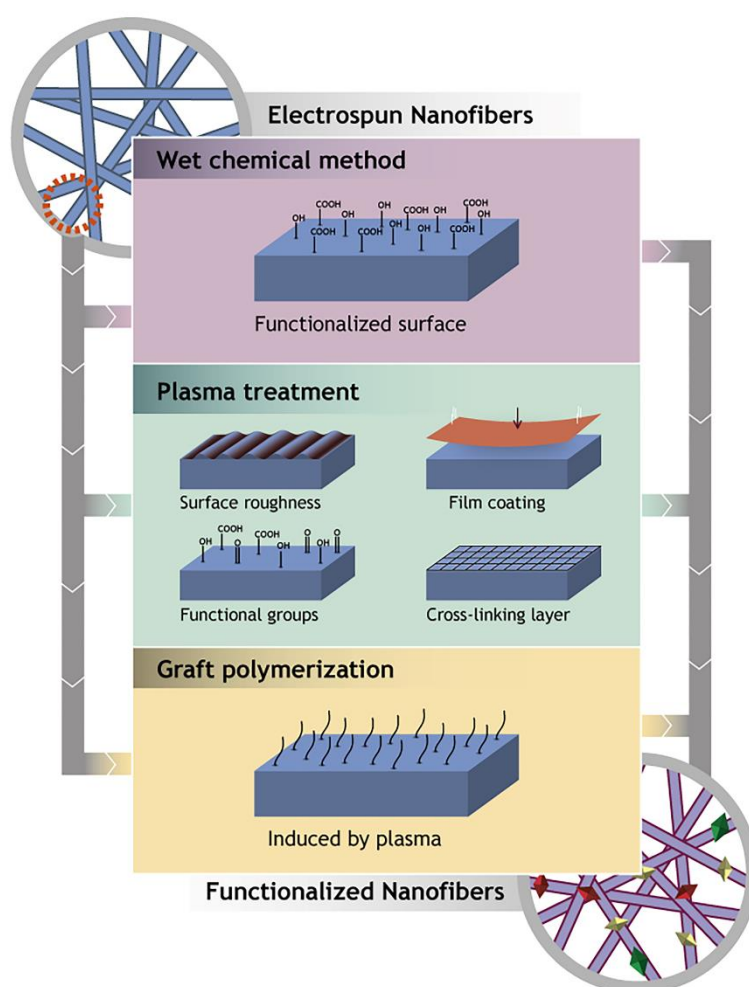 Electrospun Nanofibers
Wet chemical method
COOH OH COOH OH
OH OH COOH OH
COOH COOH OH OH COOH
Functionalized surface
Plasma treatment
Surface roughness
Film coating
COOH COOH O O
OH O OH OH
Functional groups
Cross-linking layer
Graft polymerization
Induced by plasma
Functionalized Nanofibers